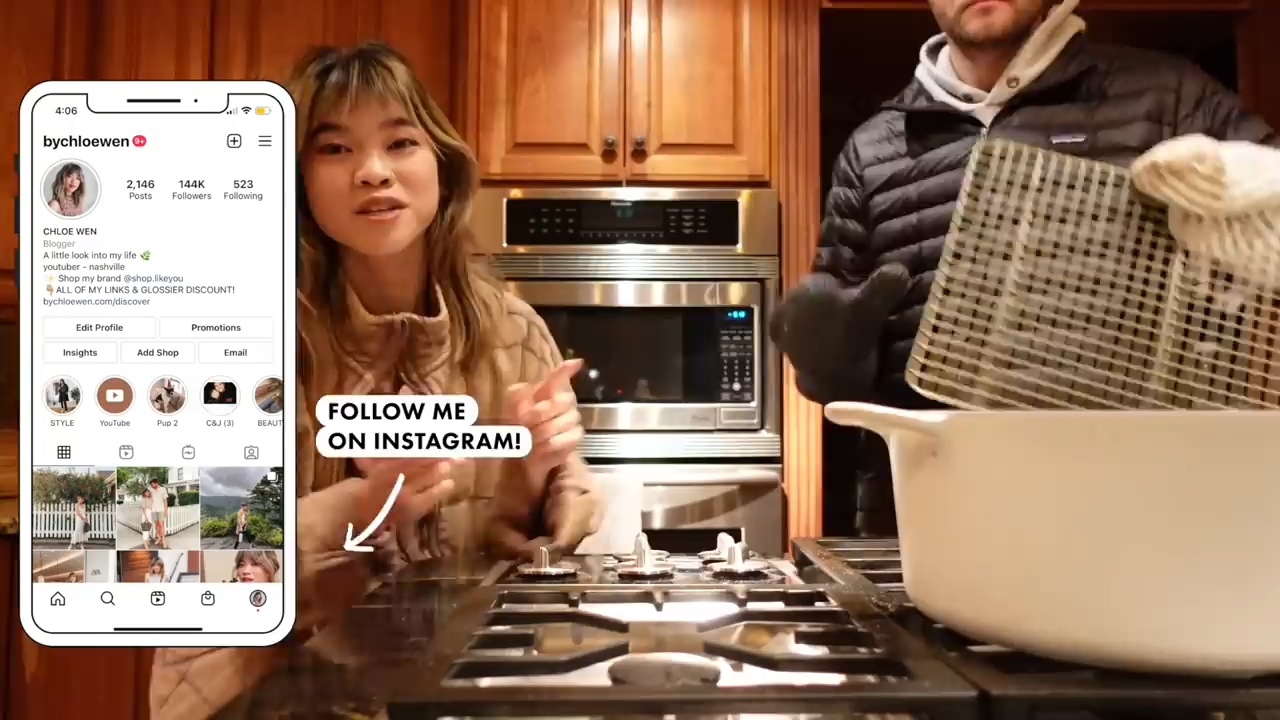 4:06
bychloewen 9+
2,146 144K 523
Posts Followers Following
CHLOE WEN
Blogger
A little look into my life 🌿
youtuber - nashville
✨ Shop my brand @shop.likeyou
👇🏼ALL OF MY LINKS & GLOSSIER DISCOUNT!
bychloewen.com/discover
Edit Profile Promotions
Insights Add Shop Email
STYLE YouTube Pup 2 C&J (3) BEAUT
FOLLOW ME
ON INSTAGRAM!